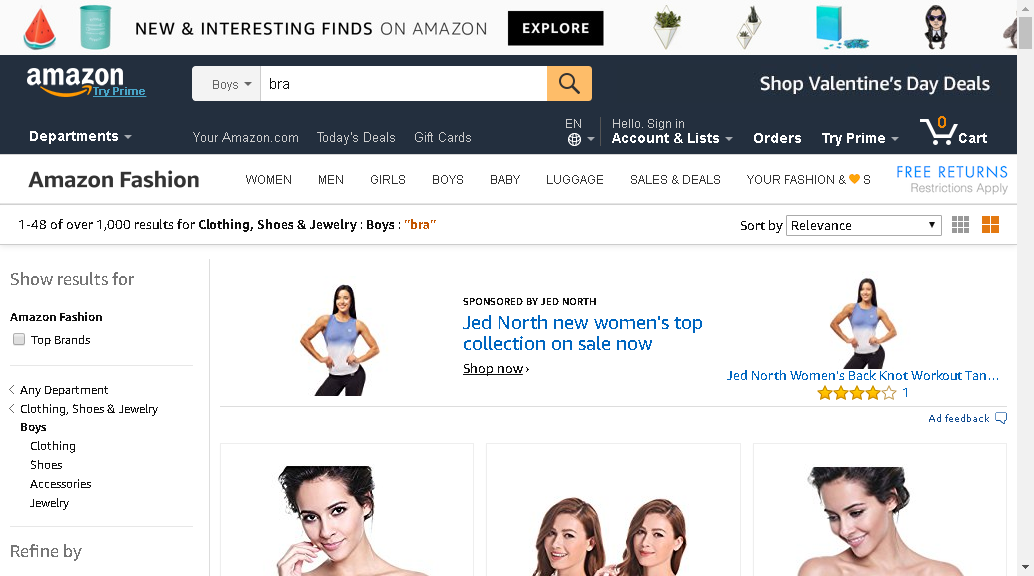 NEW & INTERESTING FINDS ON AMAZON EXPLORE
amazon
Try Prime
Boys bra
Shop Valentine's Day Deals
Departments
Your Amazon.com Today's Deals Gift Cards
EN
Hello. Sign in
Account & Lists
Orders
Try Prime
0
Cart
Amazon Fashion
WOMEN MEN GIRLS BOYS BABY LUGGAGE SALES & DEALS YOUR FASHION & S
FREE RETURNS
Restrictions Apply
1-48 of over 1,000 results for Clothing, Shoes & Jewelry : Boys : "bra"
Sort by Relevance
Show results for
Amazon Fashion
Top Brands
Any Department
Clothing, Shoes & Jewelry
Boys
Clothing
Shoes
Accessories
Jewelry
Refine by
SPONSORED BY JED NORTH
Jed North new women's top
collection on sale now
Shop now ›
Jed North Women's Back Knot Workout Tan...
1
Ad feedback